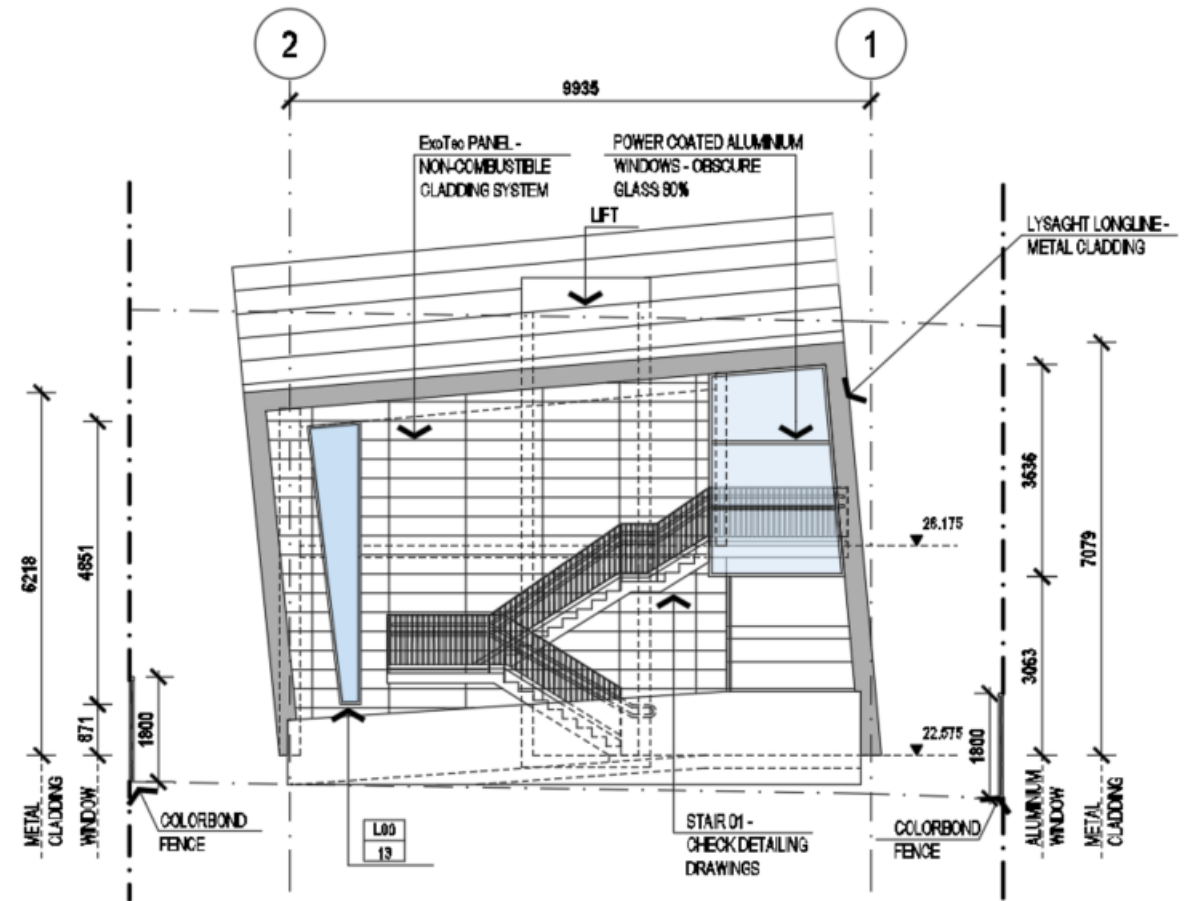 2
1
9935
ExoTec PANEL -
NON-COMBUSTIBLE
CLADDING SYSTEM
POWER COATED ALUMINIUM
WINDOWS - OBSCURE
GLASS 90%
LIFT
LYSAGHT LONGLINE -
METAL CLADDING
6218
4851
871
1800
26.175
22.575
3636
3063
7079
1800
METAL
CLADDING
WINDOW
COLORBOND
FENCE
L00
13
STAIR 01 -
CHECK DETAILING
DRAWINGS
COLORBOND
FENCE
ALUMINIUM
WINDOW
METAL
CLADDING